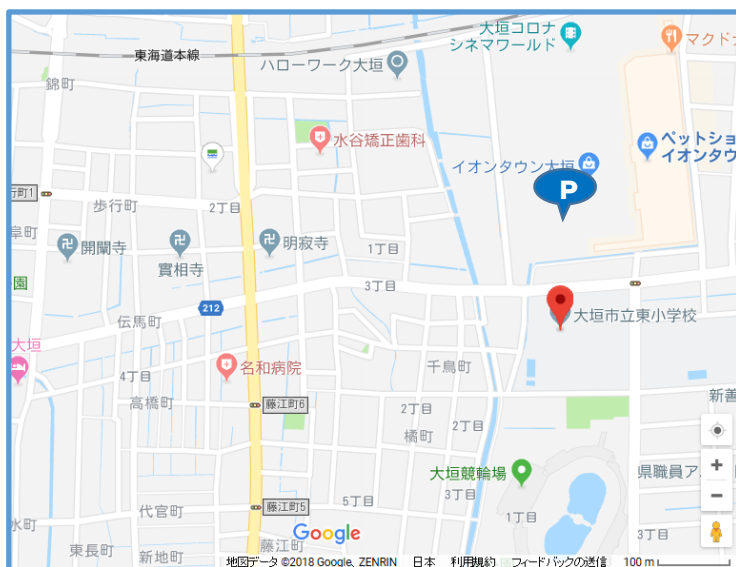 大垣コロナ
シネマワールド
マクドナ
東海道本線
ハローワーク大垣
錦町
水谷矯正歯科
ペットショ
イオンタウ
イオンタウン大垣
P
行町1
歩行町
2丁目
阜町
開闡寺
實相寺
明寂寺
1丁目
園
3丁目
212
伝馬町
大垣市立東小学校
大垣
名和病院
千鳥町
4丁目
高橋町
藤江町6
2丁目
新善
橘町
2丁目
大垣競輪場
県職員ア
3丁目
代官町
藤江町5
5丁目
1丁目
水町
3丁目
東長町
新地町
藤江町
Google
地図データ ©2018 Google、ZENRIN 日本 利用規約 フィードバックの送信 100 m